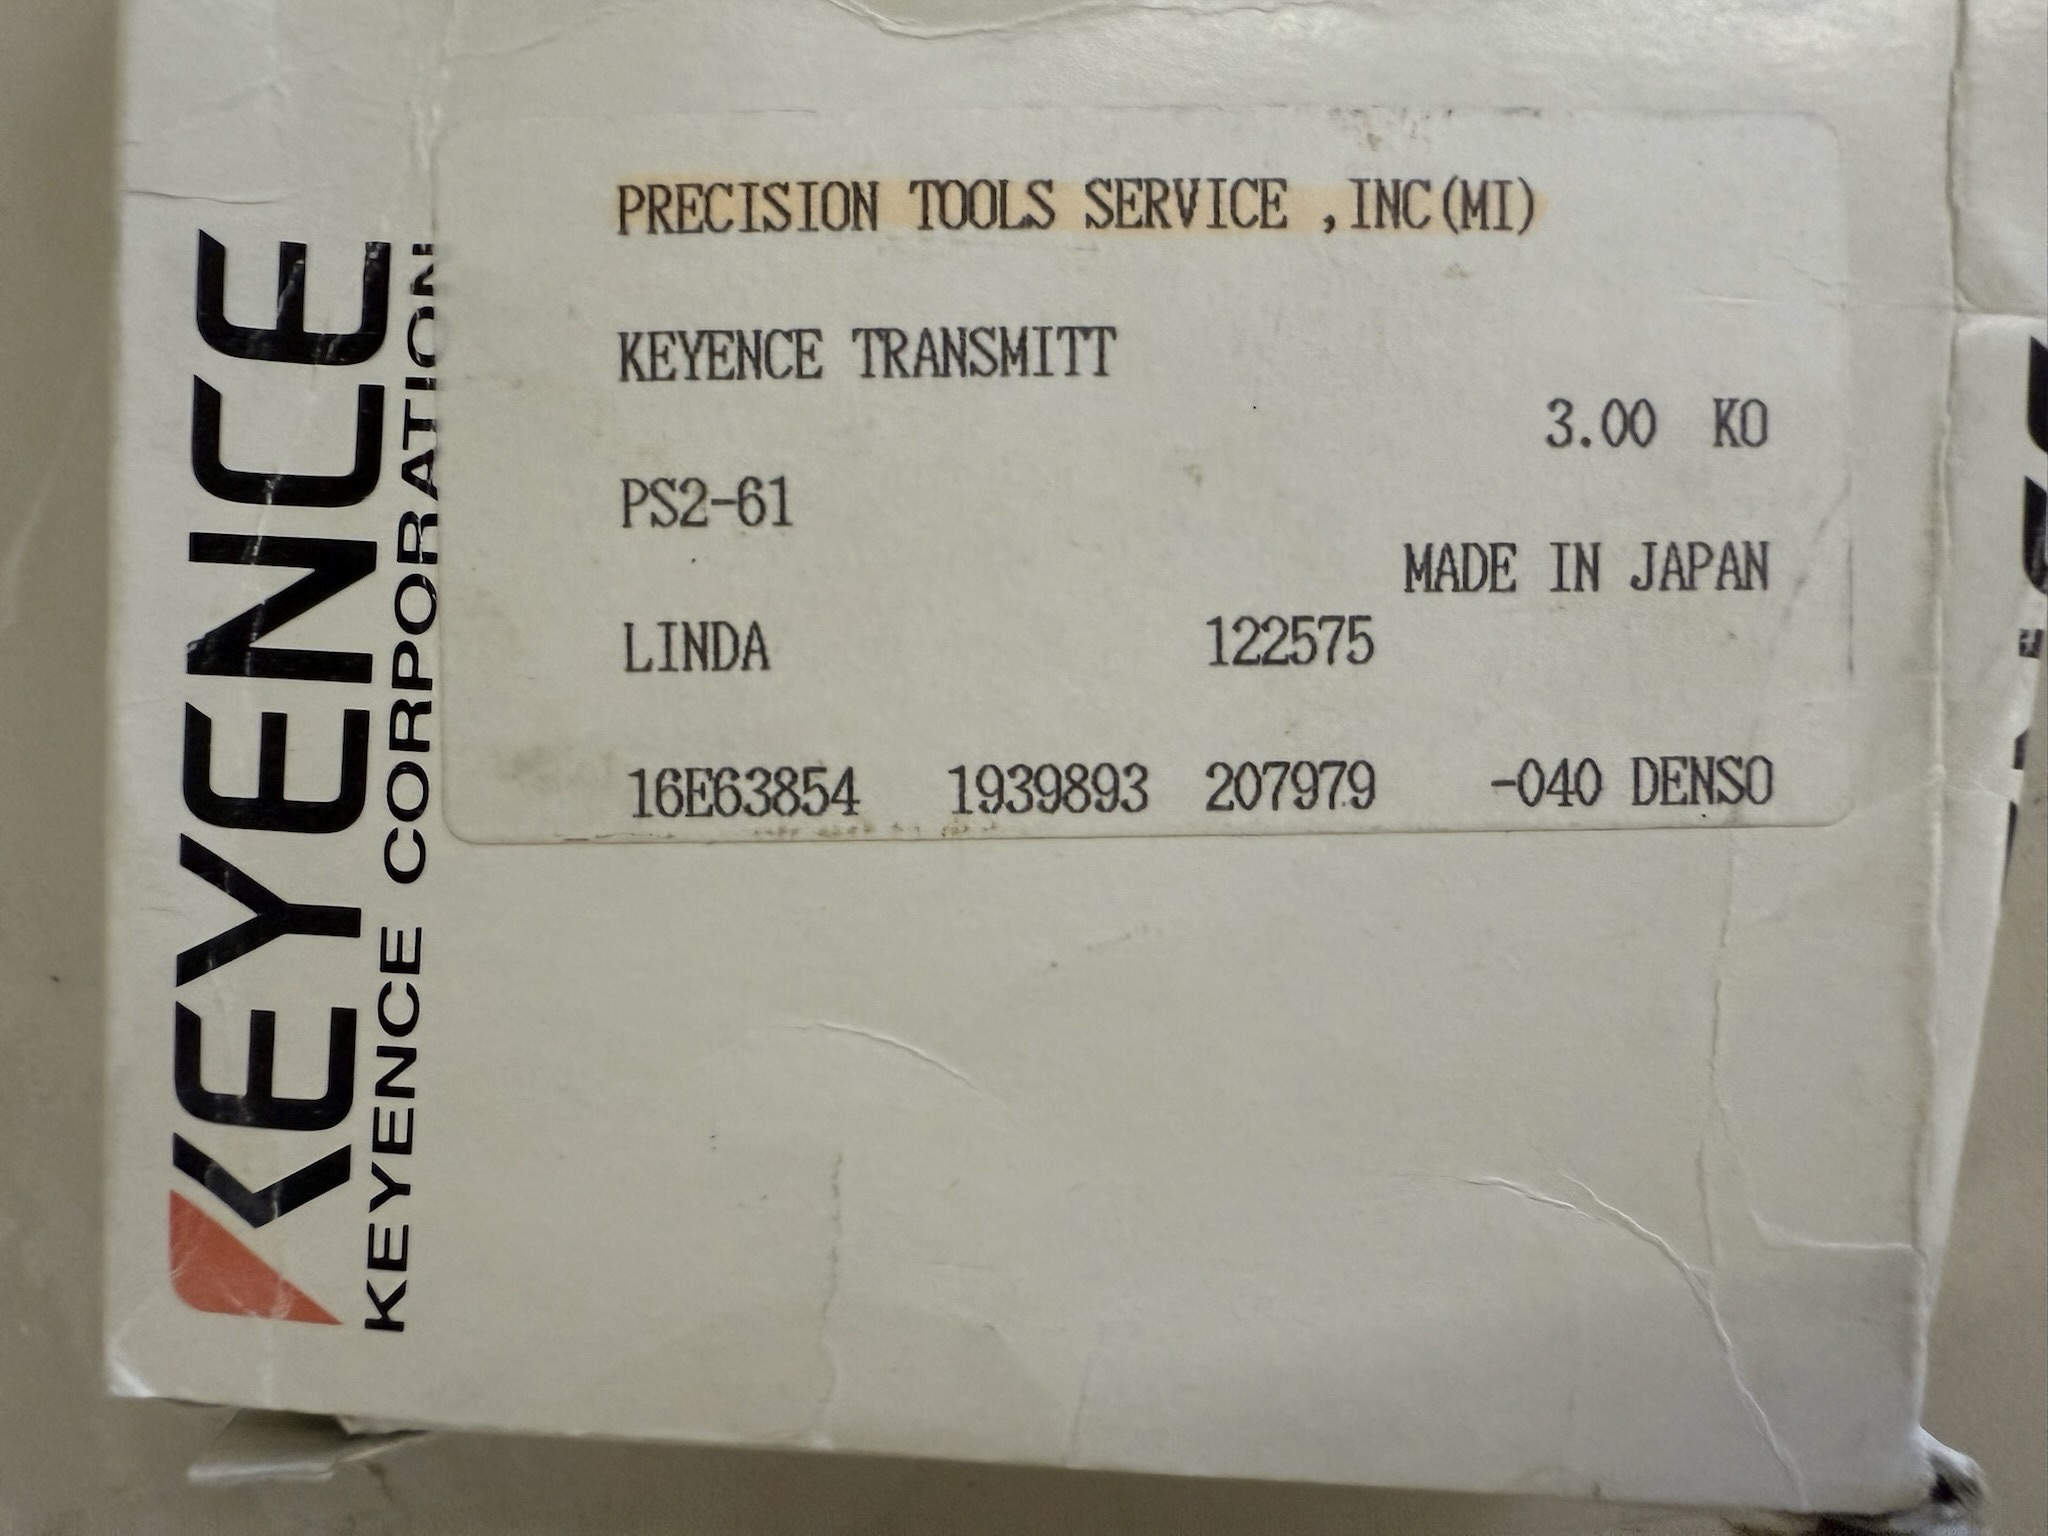 KEYENCE
KEYENCE CORPORATION
PRECISION TOOLS SERVICE ,INC(MI)
KEYENCE TRANSMITT
3.00 KO
PS2-61
MADE IN JAPAN
LINDA 122575
16E63854 1939893 207979 -040 DENSO